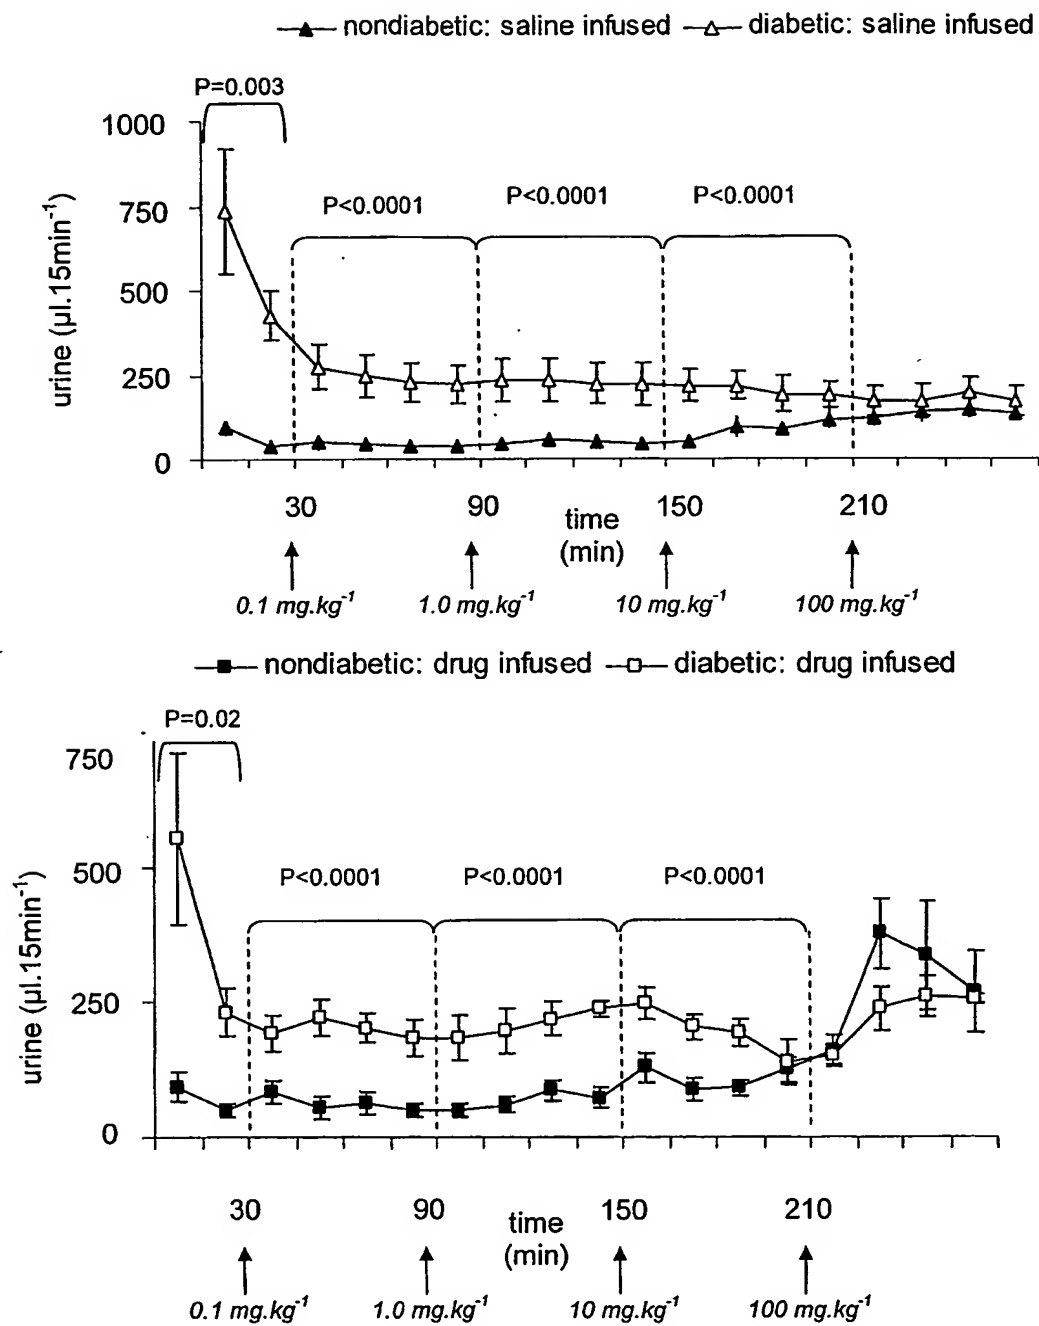 nondiabetic: saline infused diabetic: saline infused
P=0.003
1000
750
500
250
0
urine (µl.15min⁻¹)
P<0.0001 P<0.0001 P<0.0001
30 90 150 210
time
(min)
0.1 mg.kg⁻¹ 1.0 mg.kg⁻¹ 10 mg.kg⁻¹ 100 mg.kg⁻¹
nondiabetic: drug infused diabetic: drug infused
P=0.02
750
500
250
0
urine (µl.15min⁻¹)
P<0.0001 P<0.0001 P<0.0001
30 90 150 210
time
(min)
0.1 mg.kg⁻¹ 1.0 mg.kg⁻¹ 10 mg.kg⁻¹ 100 mg.kg⁻¹